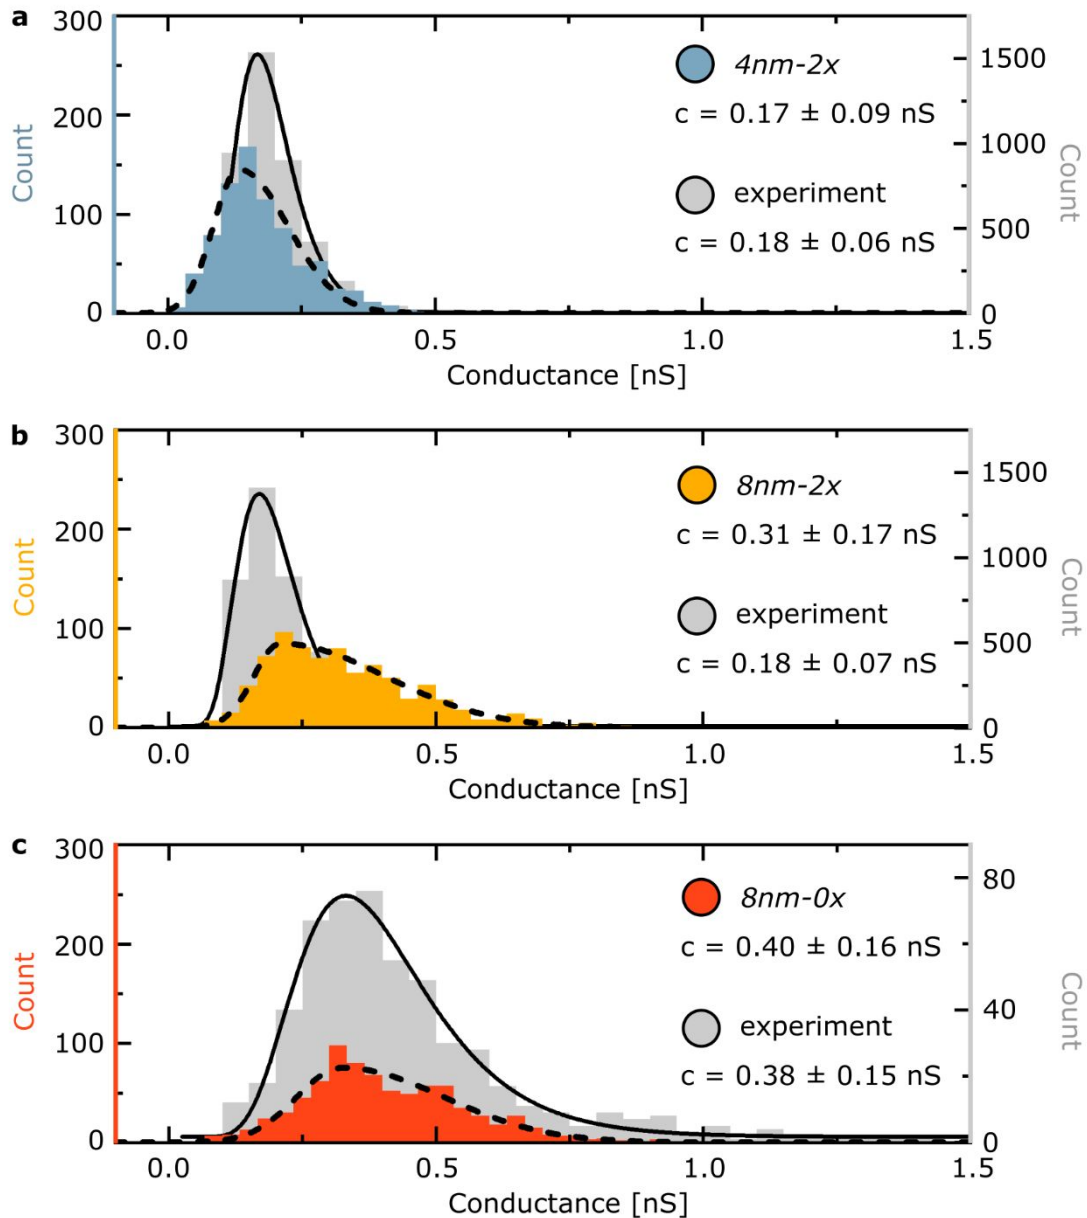 a
300
200
100
0
Count
4nm-2x
c = 0.17 ± 0.09 nS
experiment
c = 0.18 ± 0.06 nS
1500
1000
500
0
Count
0.0 0.5 1.0 1.5
Conductance [nS]
b
300
200
100
0
Count
8nm-2x
c = 0.31 ± 0.17 nS
experiment
c = 0.18 ± 0.07 nS
1500
1000
500
0
Count
0.0 0.5 1.0 1.5
Conductance [nS]
c
300
200
100
0
Count
8nm-0x
c = 0.40 ± 0.16 nS
experiment
c = 0.38 ± 0.15 nS
80
40
0
Count
0.0 0.5 1.0 1.5
Conductance [nS]